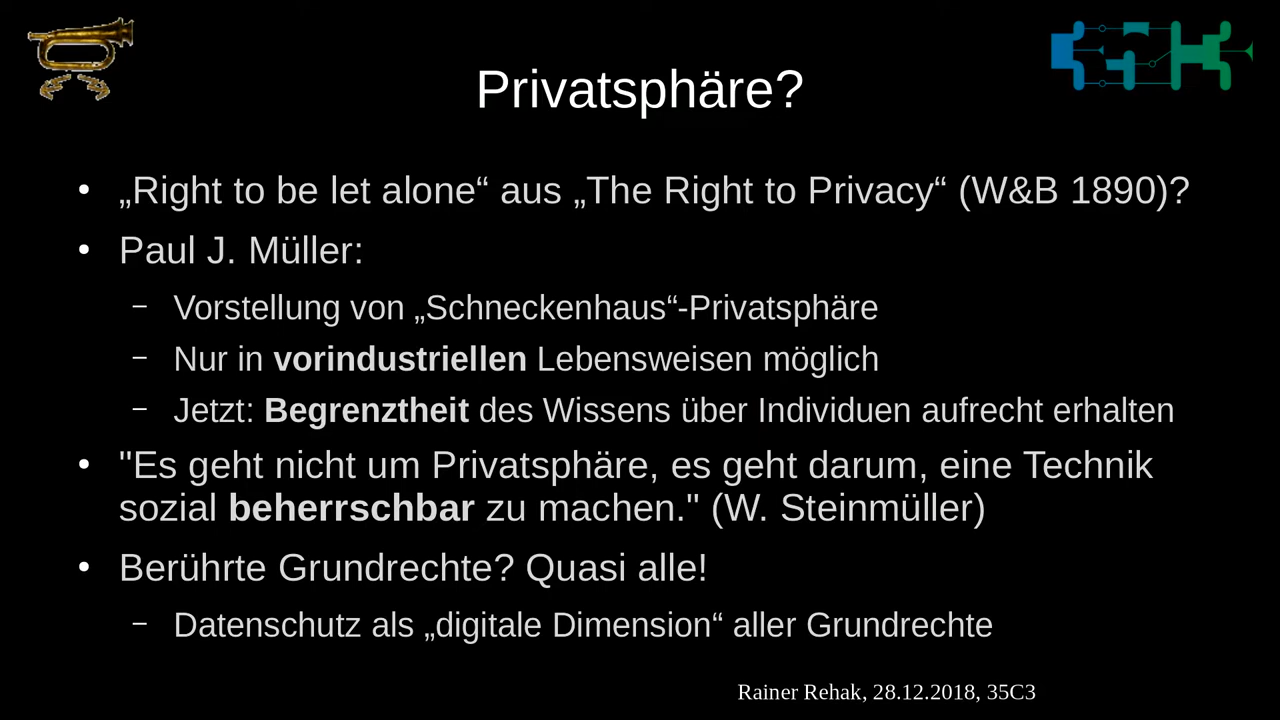 Privatsphäre?
„Right to be let alone“ aus „The Right to Privacy“ (W&B 1890)?
Paul J. Müller:
Vorstellung von „Schneckenhaus“-Privatsphäre
Nur in vorindustriellen Lebensweisen möglich
Jetzt: Begrenztheit des Wissens über Individuen aufrecht erhalten
"Es geht nicht um Privatsphäre, es geht darum, eine Technik
sozial beherrschbar zu machen." (W. Steinmüller)
Berührte Grundrechte? Quasi alle!
Datenschutz als „digitale Dimension“ aller Grundrechte
Rainer Rehak, 28.12.2018, 35C3